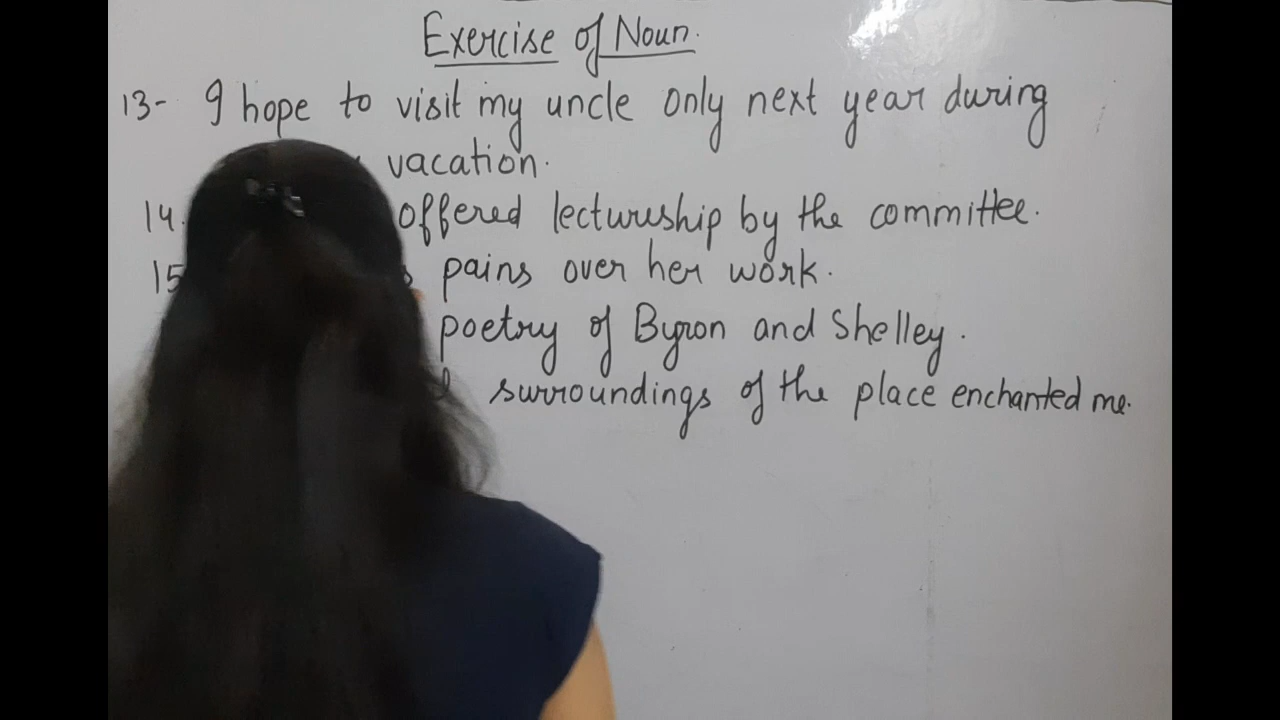 Exercise of Noun.
13- I hope to visit my uncle only next year during
vacation.
14. offered lectureship by the committee.
15 pains over her work.
poetry of Byron and Shelley.
surroundings of the place enchanted me.